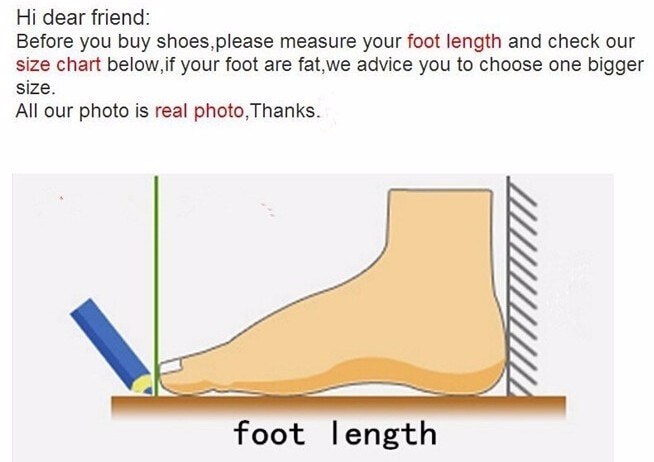 Hi dear friend:
Before you buy shoes,please measure your foot length and check our
size chart below,if your foot are fat,we advice you to choose one bigger
size.
All our photo is real photo,Thanks.
foot length